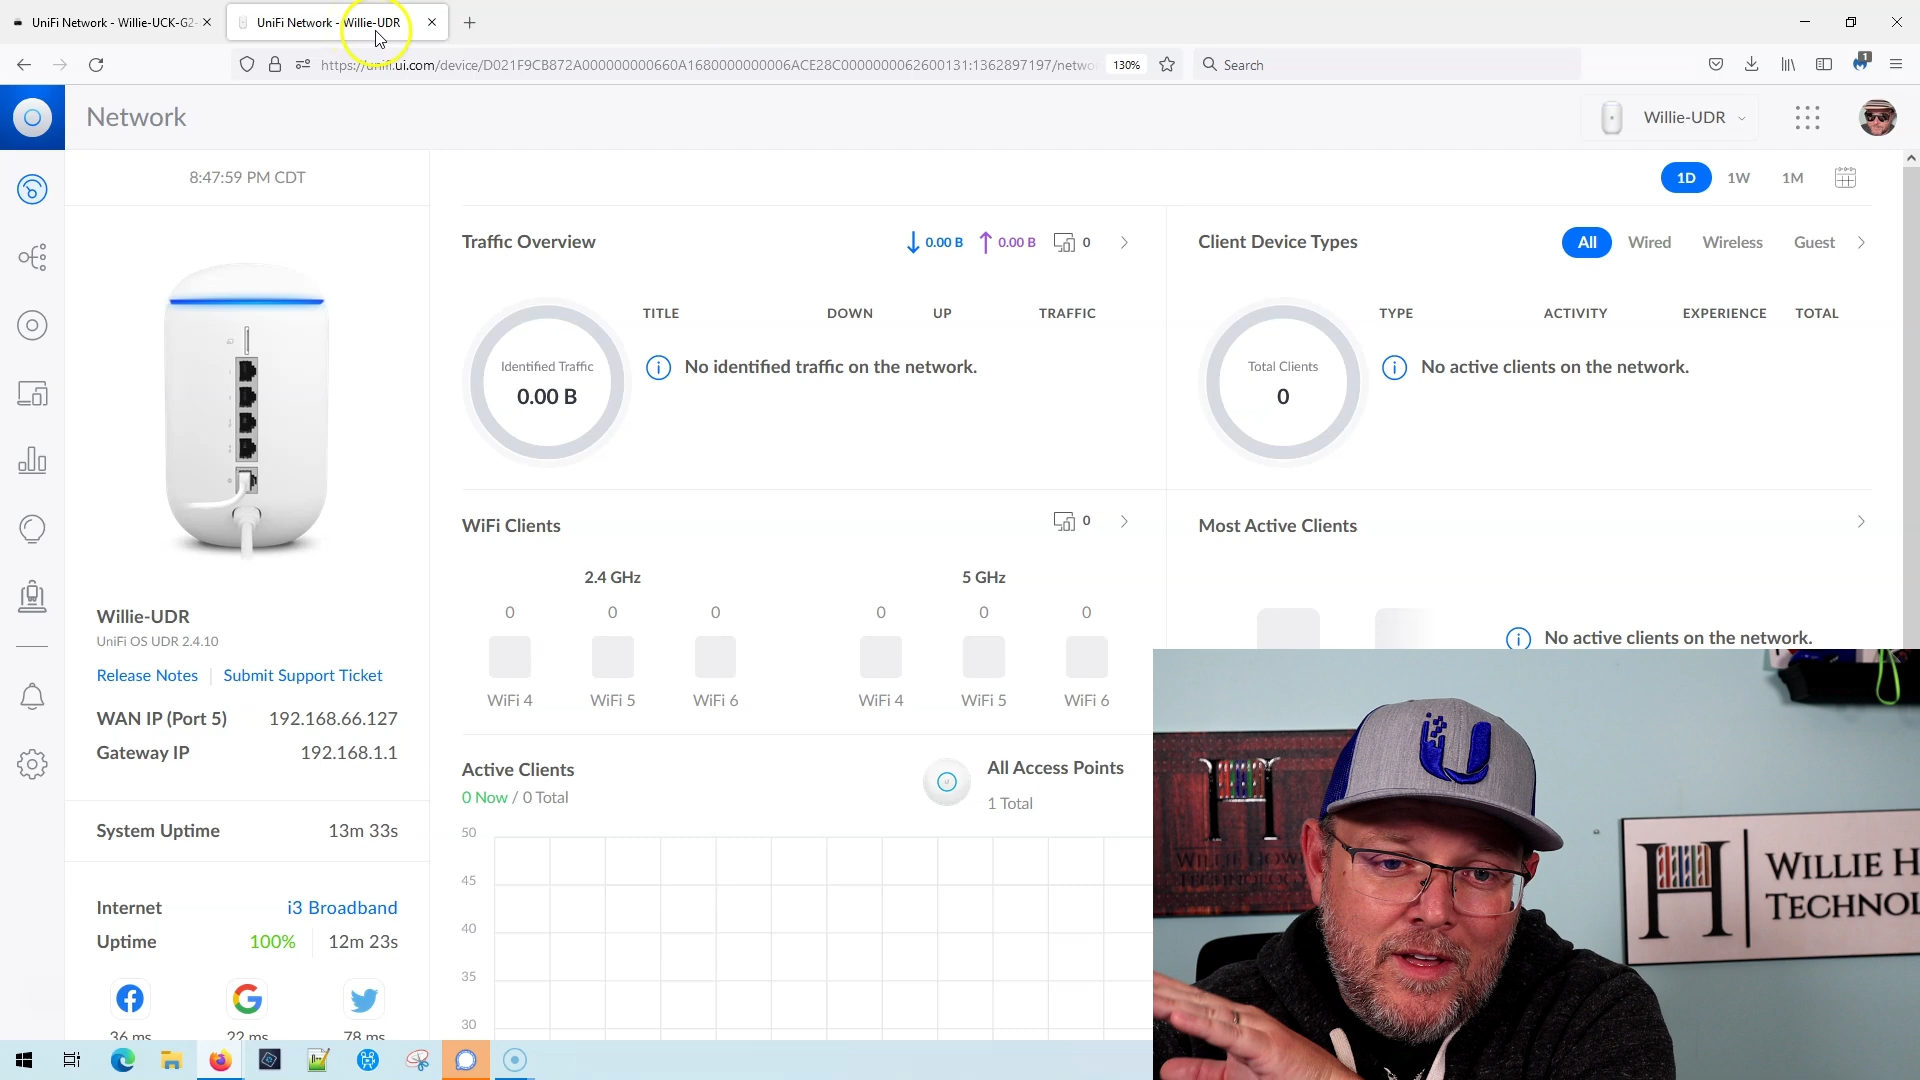 UniFi Network - Willie-UCK-G2-
UniFi Network - Willie-UDR
https://unifi.ui.com/device/D021F9CB872A000000000660A1680000000006ACE28C0000000062600131:1362897197/netwo
130%
Search
1
Network
Willie-UDR
8:47:59 PM CDT
1D 1W 1M
Traffic Overview
0.00 B 0.00 B 0
Client Device Types
All Wired Wireless Guest
TITLE DOWN UP TRAFFIC
Identified Traffic
0.00 B
No identified traffic on the network.
TYPE ACTIVITY EXPERIENCE TOTAL
Total Clients
0
No active clients on the network.
WiFi Clients
0
2.4 GHz
5 GHz
0 0 0 0 0 0
WiFi 4 WiFi 5 WiFi 6 WiFi 4 WiFi 5 WiFi 6
Most Active Clients
No active clients on the network.
Willie-UDR
UniFi OS UDR 2.4.10
Release Notes Submit Support Ticket
WAN IP (Port 5) 192.168.66.127
Gateway IP 192.168.1.1
System Uptime 13m 33s
Internet i3 Broadband
Uptime 100% 12m 23s
36 ms 22 ms 78 ms
Active Clients
0 Now / 0 Total
All Access Points
1 Total
50
45
40
35
30
H
WILLIE HOW
TECHNOLOG
U
H
WILLIE H
TECHNOL